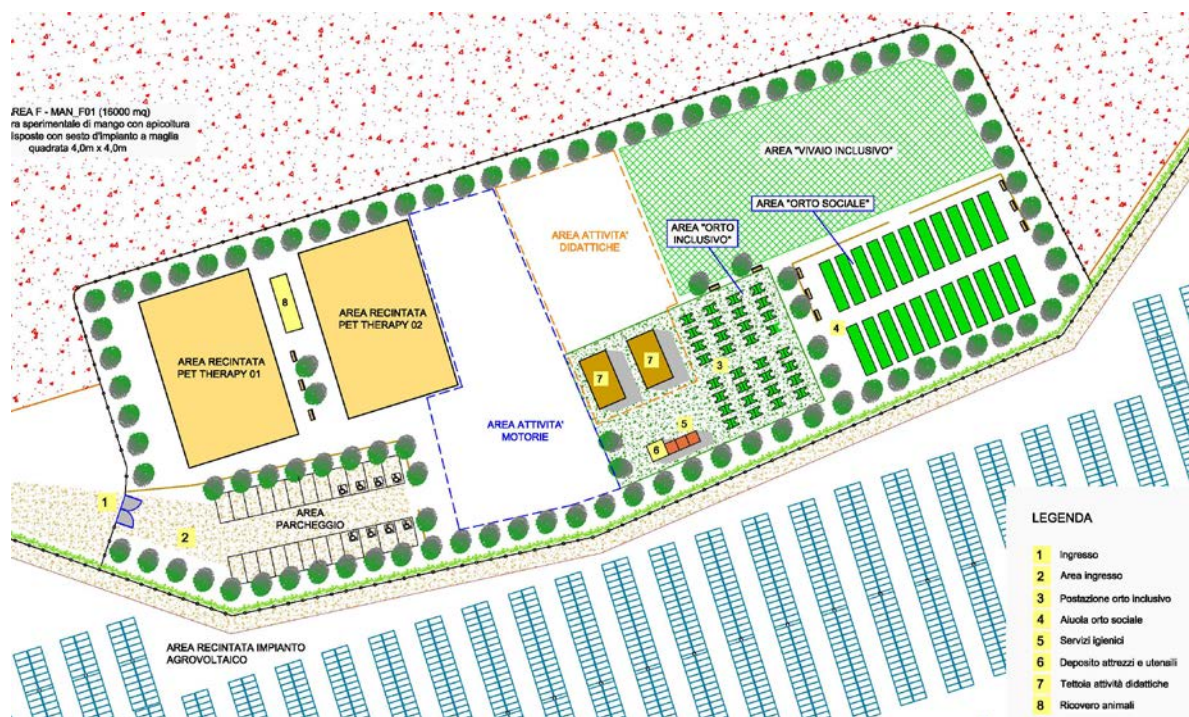 AREA F - MAN_F01 (16000 mq)
ra sperimentale di mango con apicoltura
isposte con sesto d'impianto a maglia
quadrata 4,0m x 4,0m
AREA "VIVAIO INCLUSIVO"
AREA "ORTO SOCIALE"
AREA "ORTO
INCLUSIVO"
AREA ATTIVITA'
DIDATTICHE
8
AREA RECINTATA
PET THERAPY 02
AREA RECINTATA
PET THERAPY 01
4
7
7
3
AREA ATTIVITA'
MOTORIE
5
6
1
2
AREA
PARCHEGGIO
AREA RECINTATA IMPIANTO
AGROVOLTAICO
LEGENDA
1 Ingresso
2 Area ingresso
3 Postazione orto inclusivo
4 Aiuola orto sociale
5 Servizi igienici
6 Deposito attrezzi e utensili
7 Tettoia attività didattiche
8 Ricovero animali